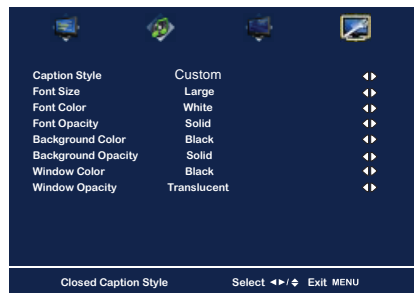 Caption Style Custom
Font Size Large
Font Color White
Font Opacity Solid
Background Color Black
Background Opacity Solid
Window Color Black
Window Opacity Translucent
Closed Caption Style Select ◄►/⬍ Exit MENU